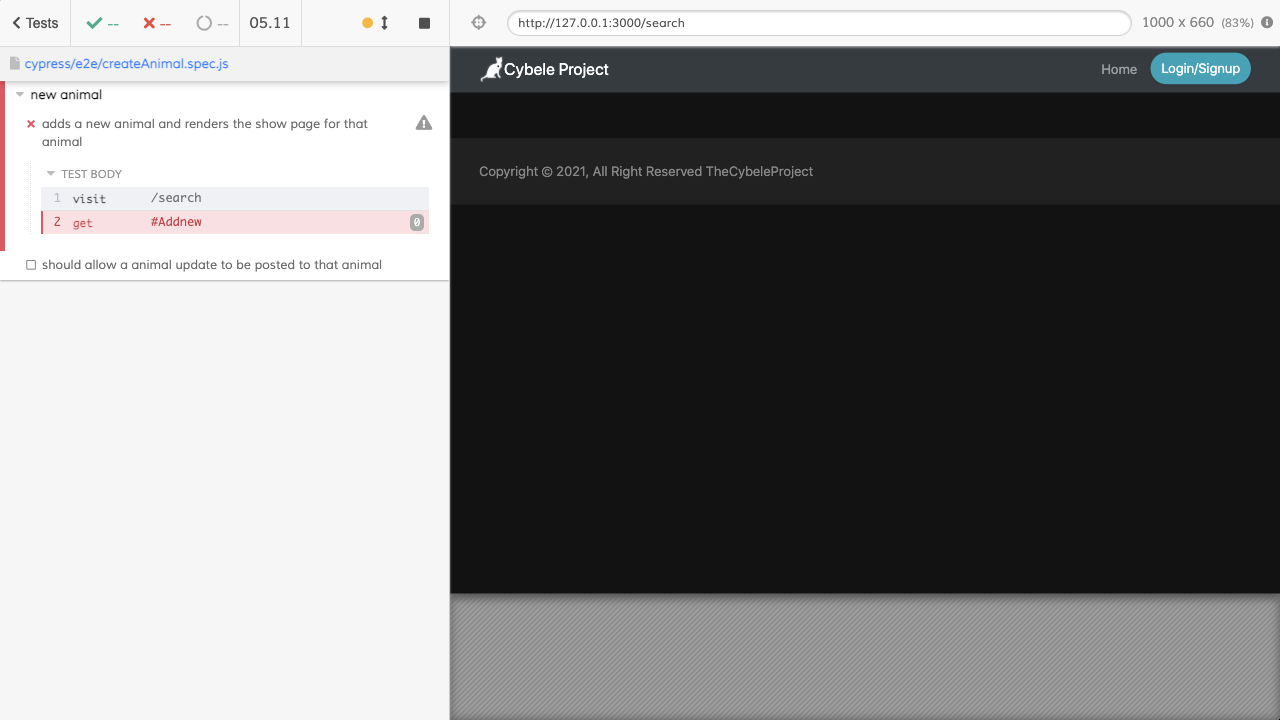 Tests
--
--
--
05.11
http://127.0.0.1:3000/search
1000 x 660 (83%)
cypress/e2e/createAnimal.spec.js
new animal
adds a new animal and renders the show page for that
animal
TEST BODY
1 visit /search
2 get #Addnew 0
should allow a animal update to be posted to that animal
Cybele Project
Home
Login/Signup
Copyright © 2021, All Right Reserved TheCybeleProject